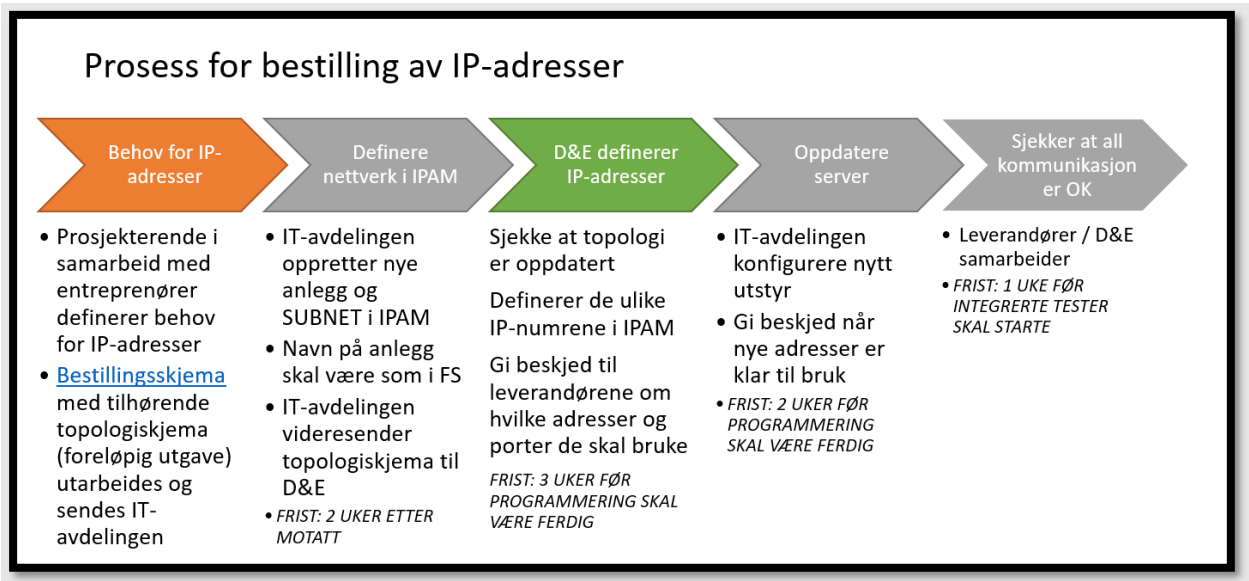 Prosess for bestilling av IP-adresser
Behov for IP-
adresser
Definere
nettverk i IPAM
D&E definerer
IP-adresser
Oppdatere
server
Sjekker at all
kommunikasjon
er OK
• Prosjekterende i
samarbeid med
entreprenører
definerer behov
for IP-adresser
• Bestillingsskjema
med tilhørende
topologiskjema
(foreløpig utgave)
utarbeides og
sendes IT-
avdelingen
• IT-avdelingen
oppretter nye
anlegg og
SUBNET i IPAM
• Navn på anlegg
skal være som i FS
• IT-avdelingen
videresender
topologiskjema til
D&E
• FRIST: 2 UKER ETTER
MOTATT
Sjekke at topologi
er oppdatert
Definerer de ulike
IP-numrene i IPAM
Gi beskjed til
leverandørene om
hvilke adresser og
porter de skal bruke
FRIST: 3 UKER FØR
PROGRAMMERING SKAL
VÆRE FERDIG
• IT-avdelingen
konfigurere nytt
utstyr
• Gi beskjed når
nye adresser er
klar til bruk
• FRIST: 2 UKER FØR
PROGRAMMERING
SKAL VÆRE FERDIG
• Leverandører / D&E
samarbeider
• FRIST: 1 UKE FØR
INTEGRERTE TESTER
SKAL STARTE